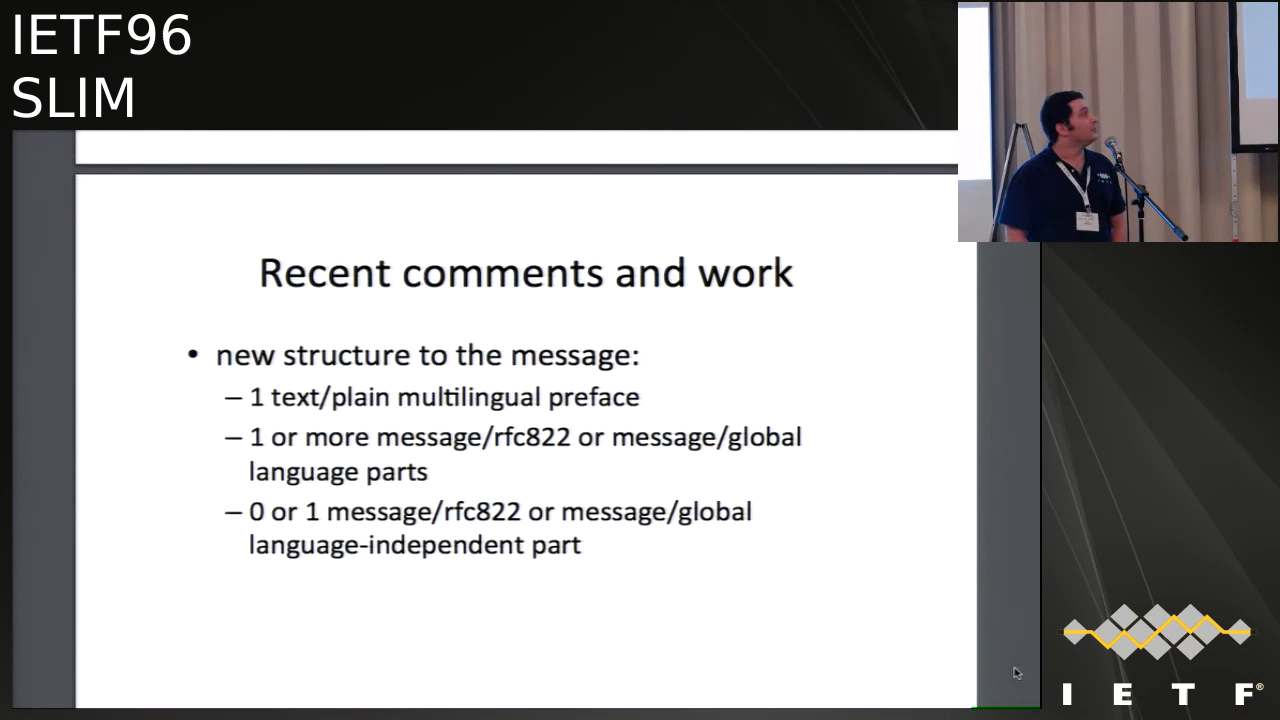 IETF96
SLIM
Recent comments and work
• new structure to the message:
– 1 text/plain multilingual preface
– 1 or more message/rfc822 or message/global
language parts
– 0 or 1 message/rfc822 or message/global
language-independent part
I E T F®